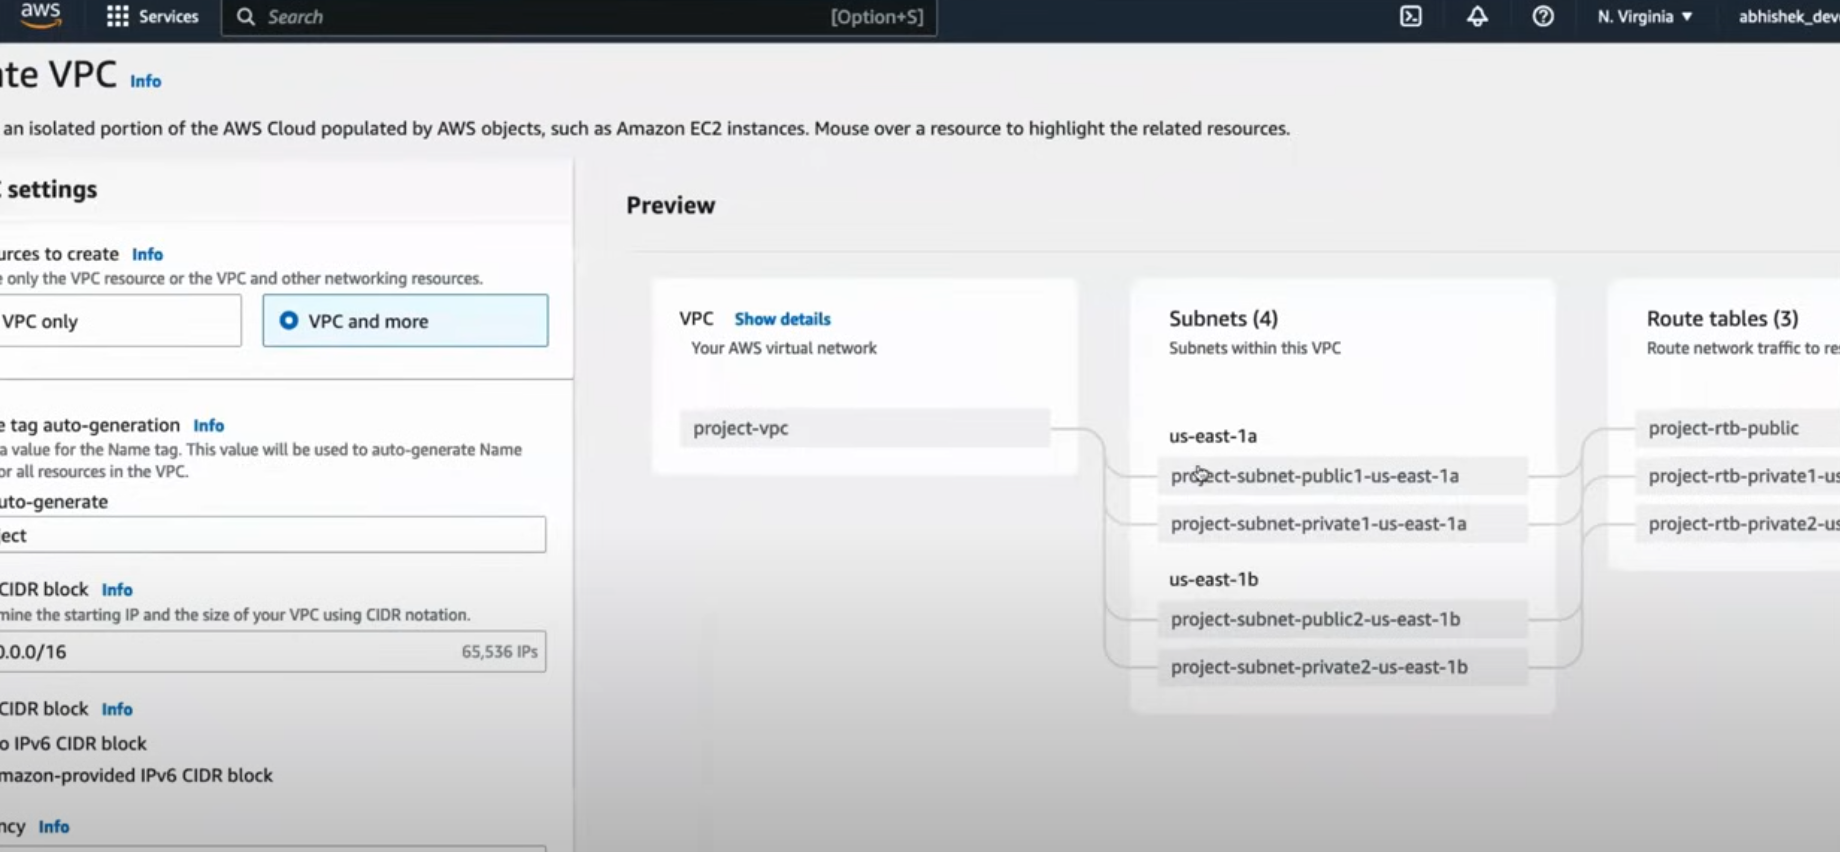 aws
Services
Search
[Option+S]
N. Virginia
abhishek_dev
te VPC Info
an isolated portion of the AWS Cloud populated by AWS objects, such as Amazon EC2 instances. Mouse over a resource to highlight the related resources.
settings
urces to create Info
e only the VPC resource or the VPC and other networking resources.
VPC only
VPC and more
e tag auto-generation Info
a value for the Name tag. This value will be used to auto-generate Name
or all resources in the VPC.
uto-generate
ject
CIDR block Info
mine the starting IP and the size of your VPC using CIDR notation.
0.0.0/16
65,536 IPs
CIDR block Info
o IPv6 CIDR block
mazon-provided IPv6 CIDR block
ncy Info
Preview
VPC Show details
Your AWS virtual network
project-vpc
Subnets (4)
Subnets within this VPC
us-east-1a
project-subnet-public1-us-east-1a
project-subnet-private1-us-east-1a
us-east-1b
project-subnet-public2-us-east-1b
project-subnet-private2-us-east-1b
Route tables (3)
Route network traffic to res
project-rtb-public
project-rtb-private1-us
project-rtb-private2-us